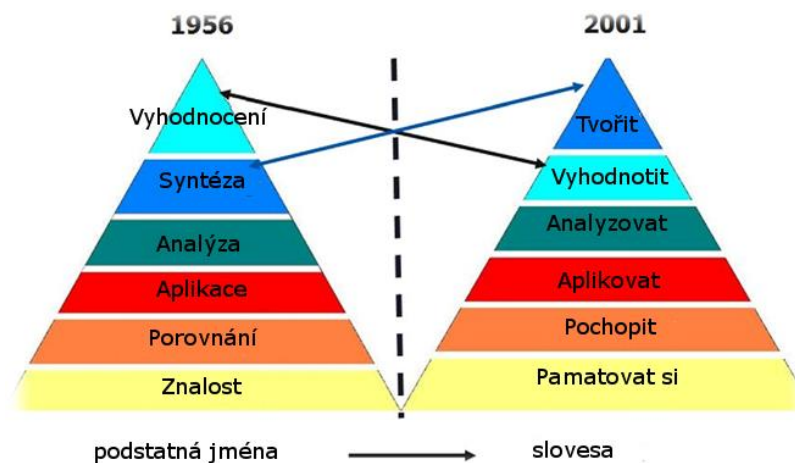 1956
2001
Vyhodnocení
Syntéza
Analýza
Aplikace
Porovnání
Znalost
Tvořit
Vyhodnotit
Analyzovat
Aplikovat
Pochopit
Pamatovat si
podstatná jména
slovesa